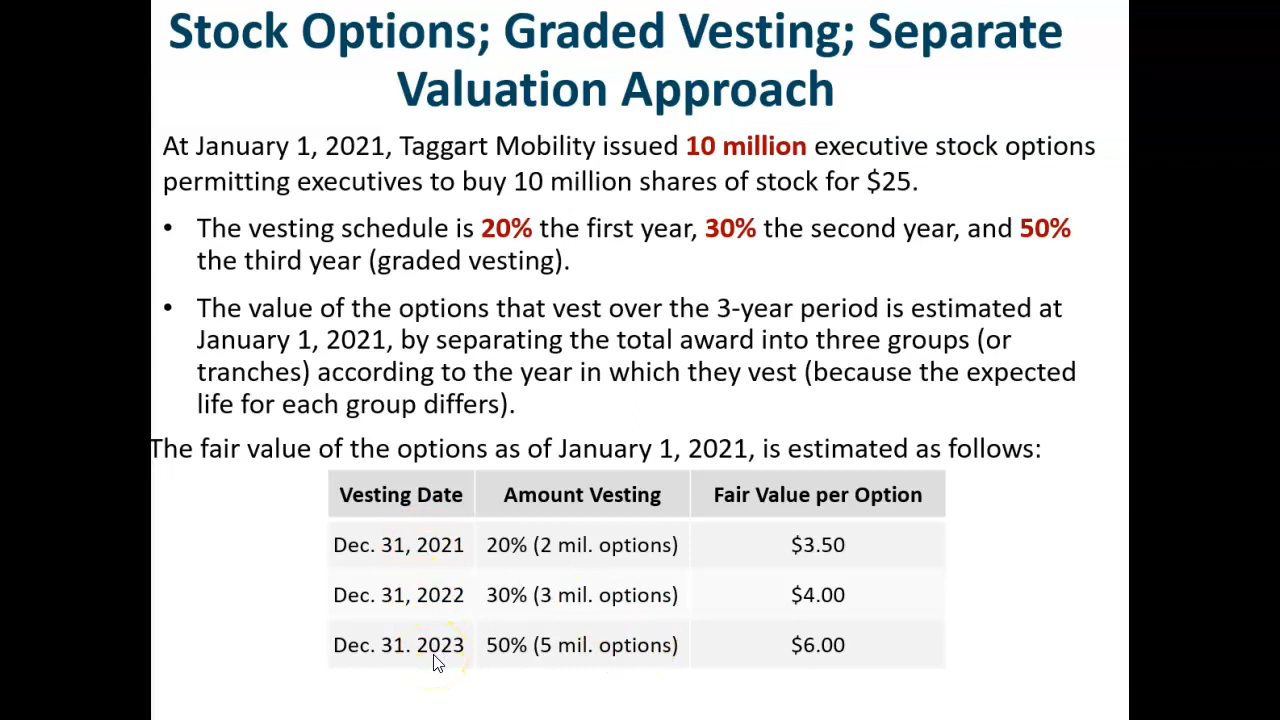 Stock Options; Graded Vesting; Separate
Valuation Approach
At January 1, 2021, Taggart Mobility issued 10 million executive stock options
permitting executives to buy 10 million shares of stock for $25.
• The vesting schedule is 20% the first year, 30% the second year, and 50%
the third year (graded vesting).
• The value of the options that vest over the 3-year period is estimated at
January 1, 2021, by separating the total award into three groups (or
tranches) according to the year in which they vest (because the expected
life for each group differs).
The fair value of the options as of January 1, 2021, is estimated as follows:
Vesting Date Amount Vesting Fair Value per Option
Dec. 31, 2021 20% (2 mil. options) $3.50
Dec. 31, 2022 30% (3 mil. options) $4.00
Dec. 31. 2023 50% (5 mil. options) $6.00